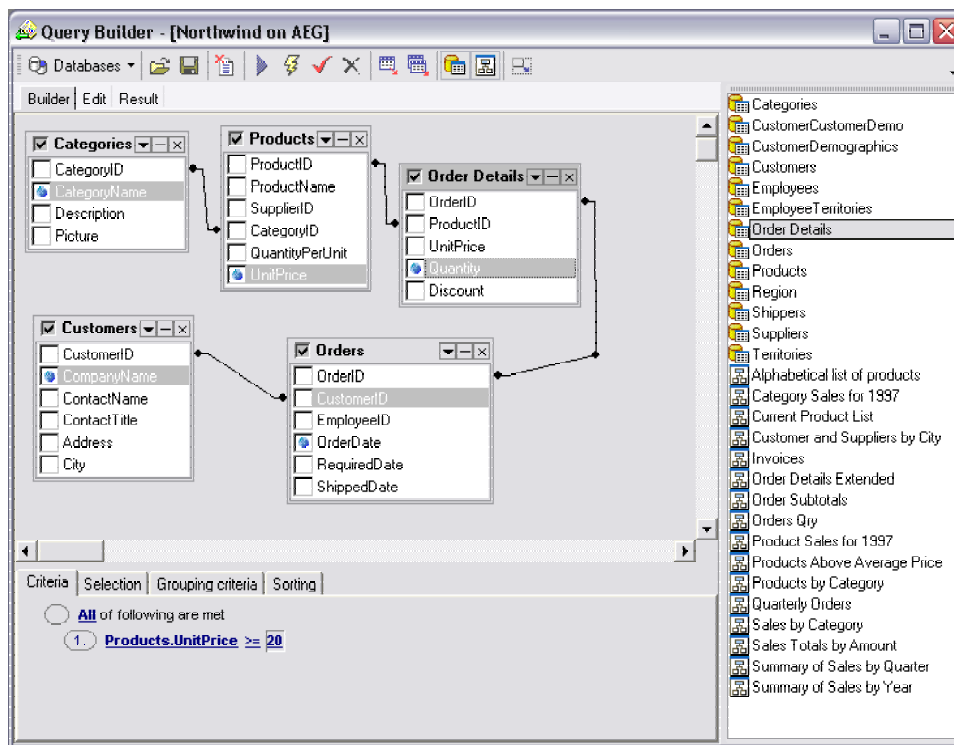 Query Builder - [Northwind on AEG]
Databases
Builder Edit Result
Categories
CategoryID
CategoryName
Description
Picture
Products
ProductID
ProductName
SupplierID
CategoryID
QuantityPerUnit
UnitPrice
Order Details
OrderID
ProductID
UnitPrice
Quantity
Discount
Customers
CustomerID
CompanyName
ContactName
ContactTitle
Address
City
Orders
OrderID
CustomerID
EmployeeID
OrderDate
RequiredDate
ShippedDate
Criteria Selection Grouping criteria Sorting
All of following are met
1. Products.UnitPrice >= 20
Categories
CustomerCustomerDemo
CustomerDemographics
Customers
Employees
EmployeeTerritories
Order Details
Orders
Products
Region
Shippers
Suppliers
Territories
Alphabetical list of products
Category Sales for 1997
Current Product List
Customer and Suppliers by City
Invoices
Order Details Extended
Order Subtotals
Orders Qry
Product Sales for 1997
Products Above Average Price
Products by Category
Quarterly Orders
Sales by Category
Sales Totals by Amount
Summary of Sales by Quarter
Summary of Sales by Year